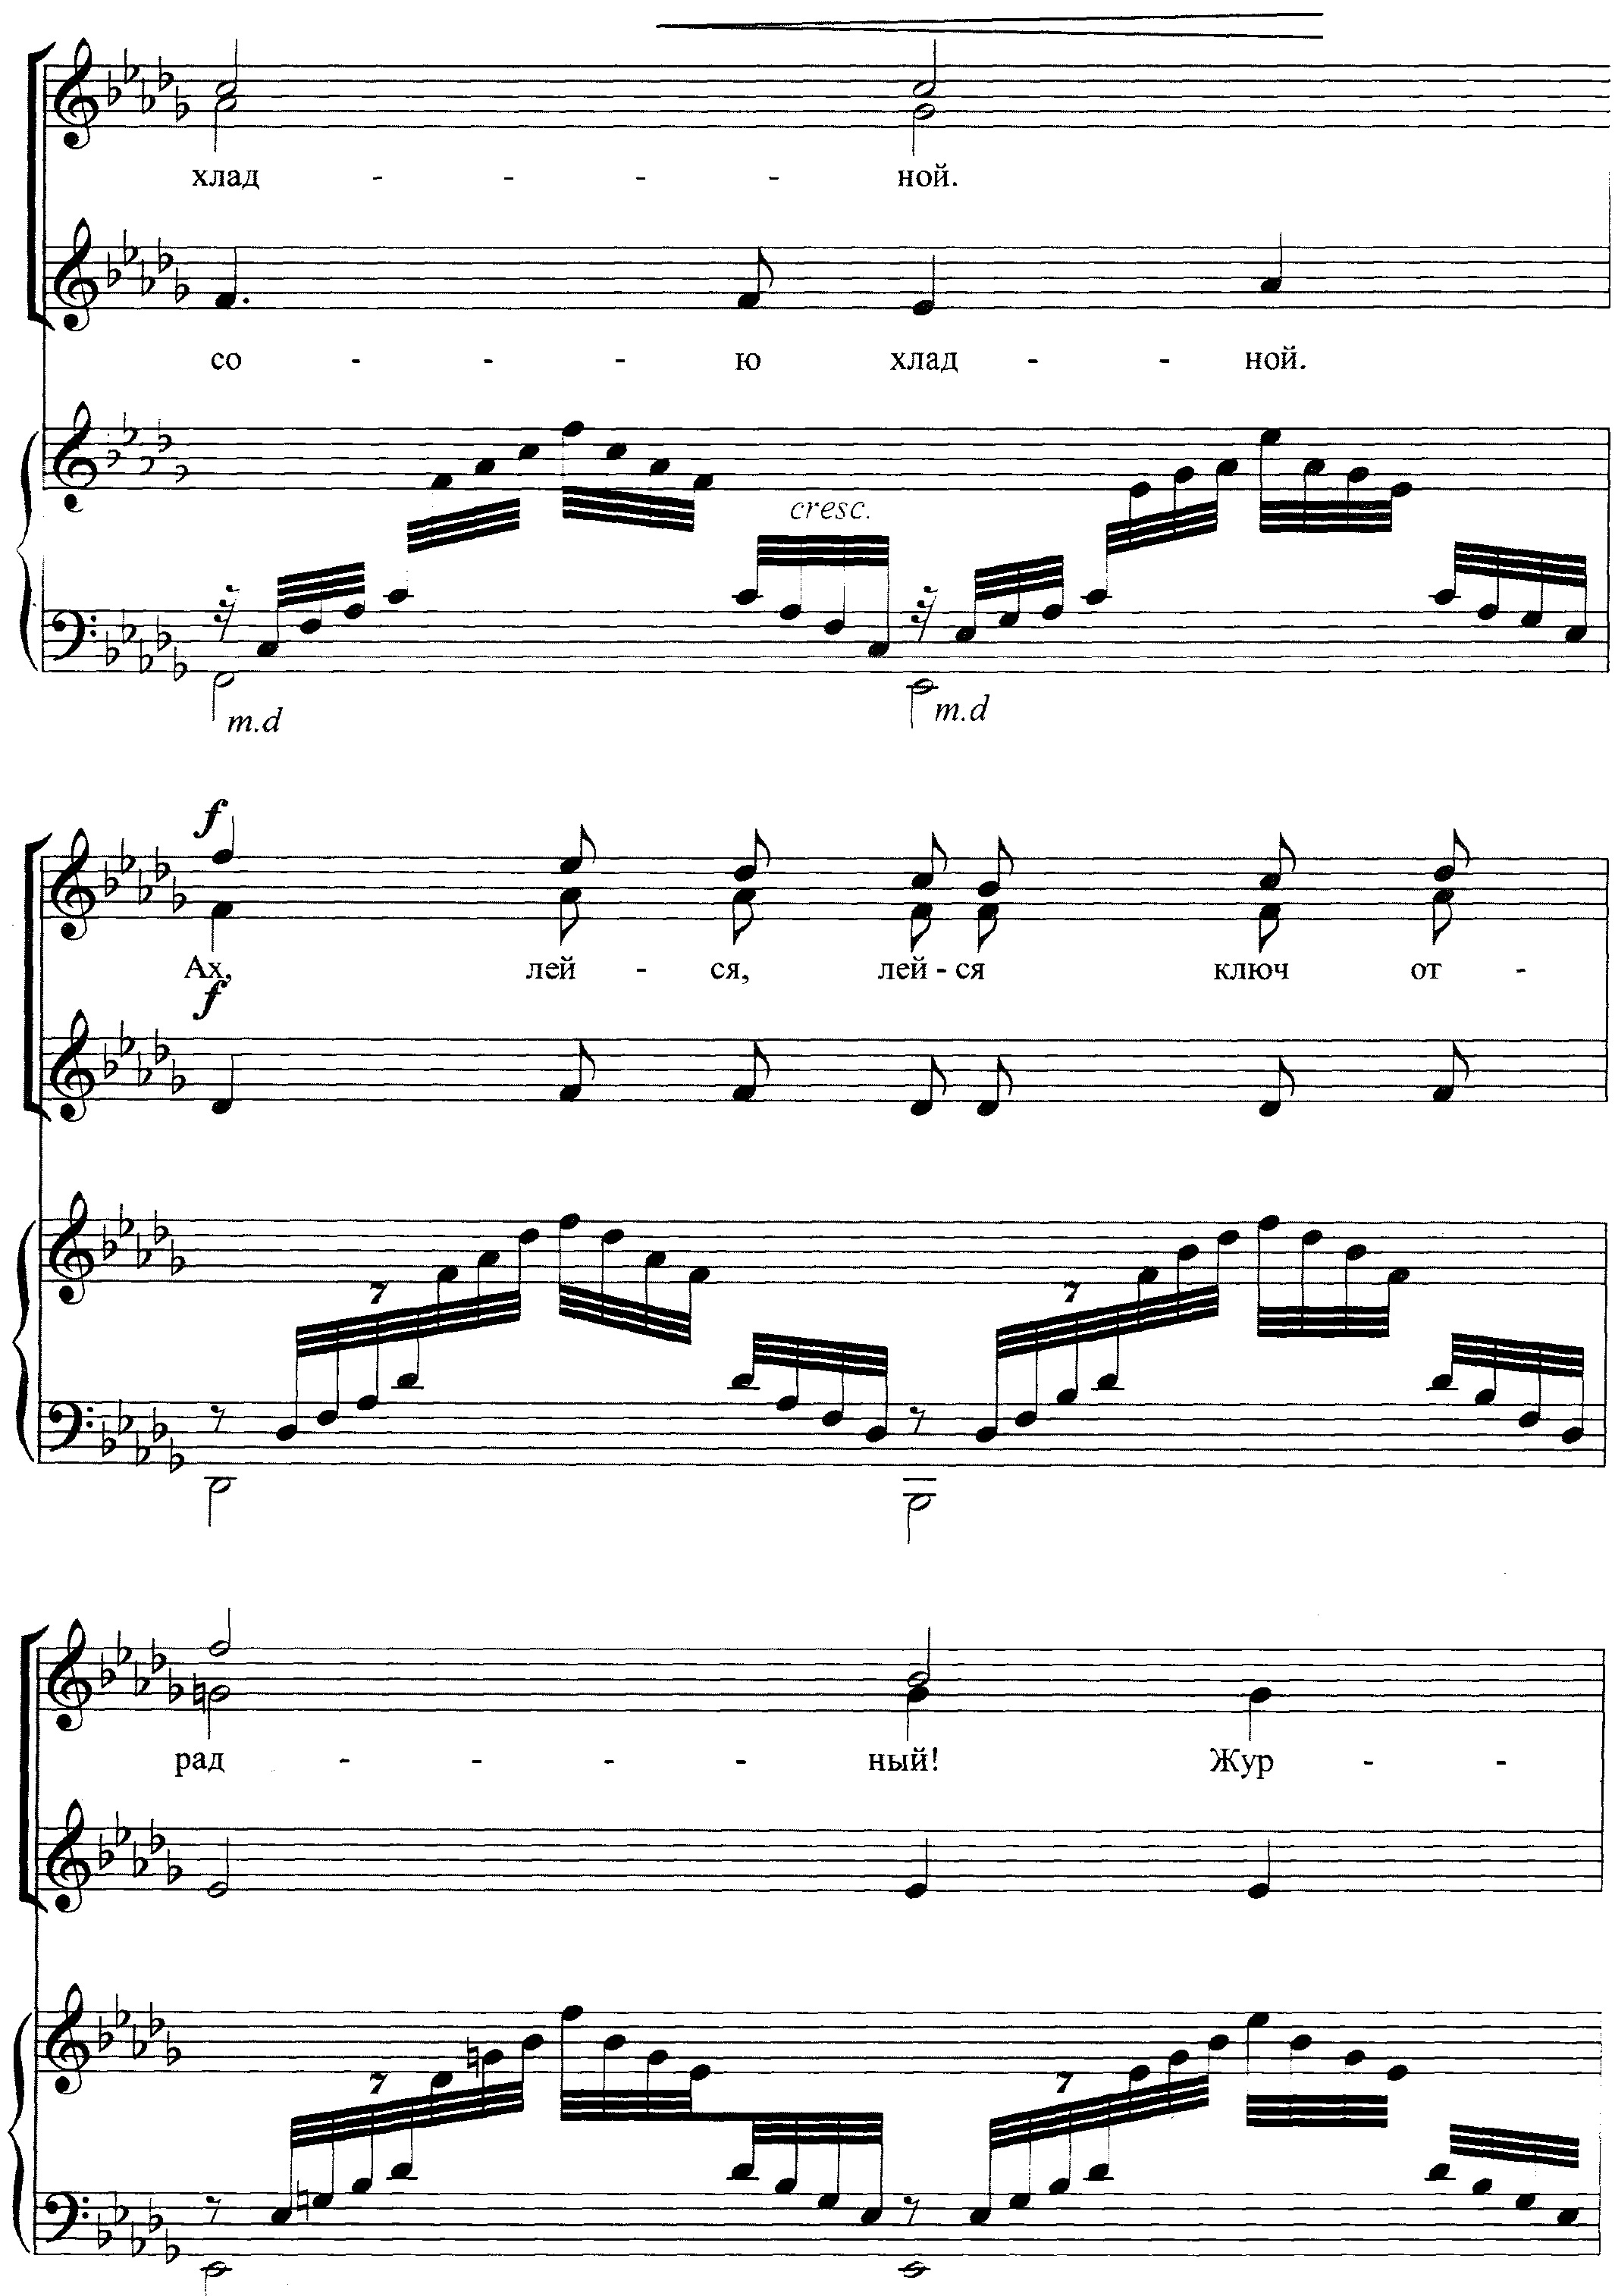 хлад - - - - ной.
со - - - ю хлад - - ной.
cresc.
m.d m.d
f
Ах, лей - ся, лей - ся ключ от -
f
7 7
рад - - - - ный! Жур - -
7 7